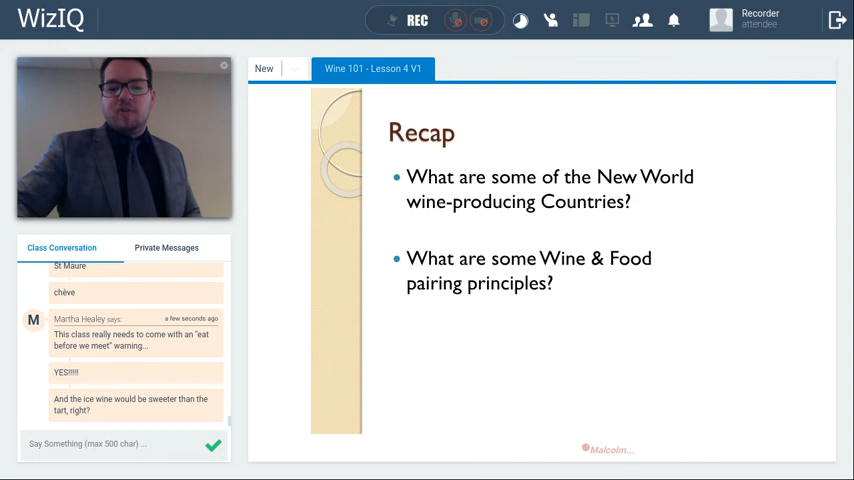 WizIQ
REC
Recorder
attendee
New
Wine 101 - Lesson 4 V1
Recap
What are some of the New World
wine-producing Countries?
What are some Wine & Food
pairing principles?
Malcolm...
Class Conversation
Private Messages
St Maure
chève
M
Martha Healey says:
a few seconds ago
This class really needs to come with an "eat
before we meet" warning...
YES!!!!!
And the ice wine would be sweeter than the
tart, right?
Say Something (max 500 char) ...